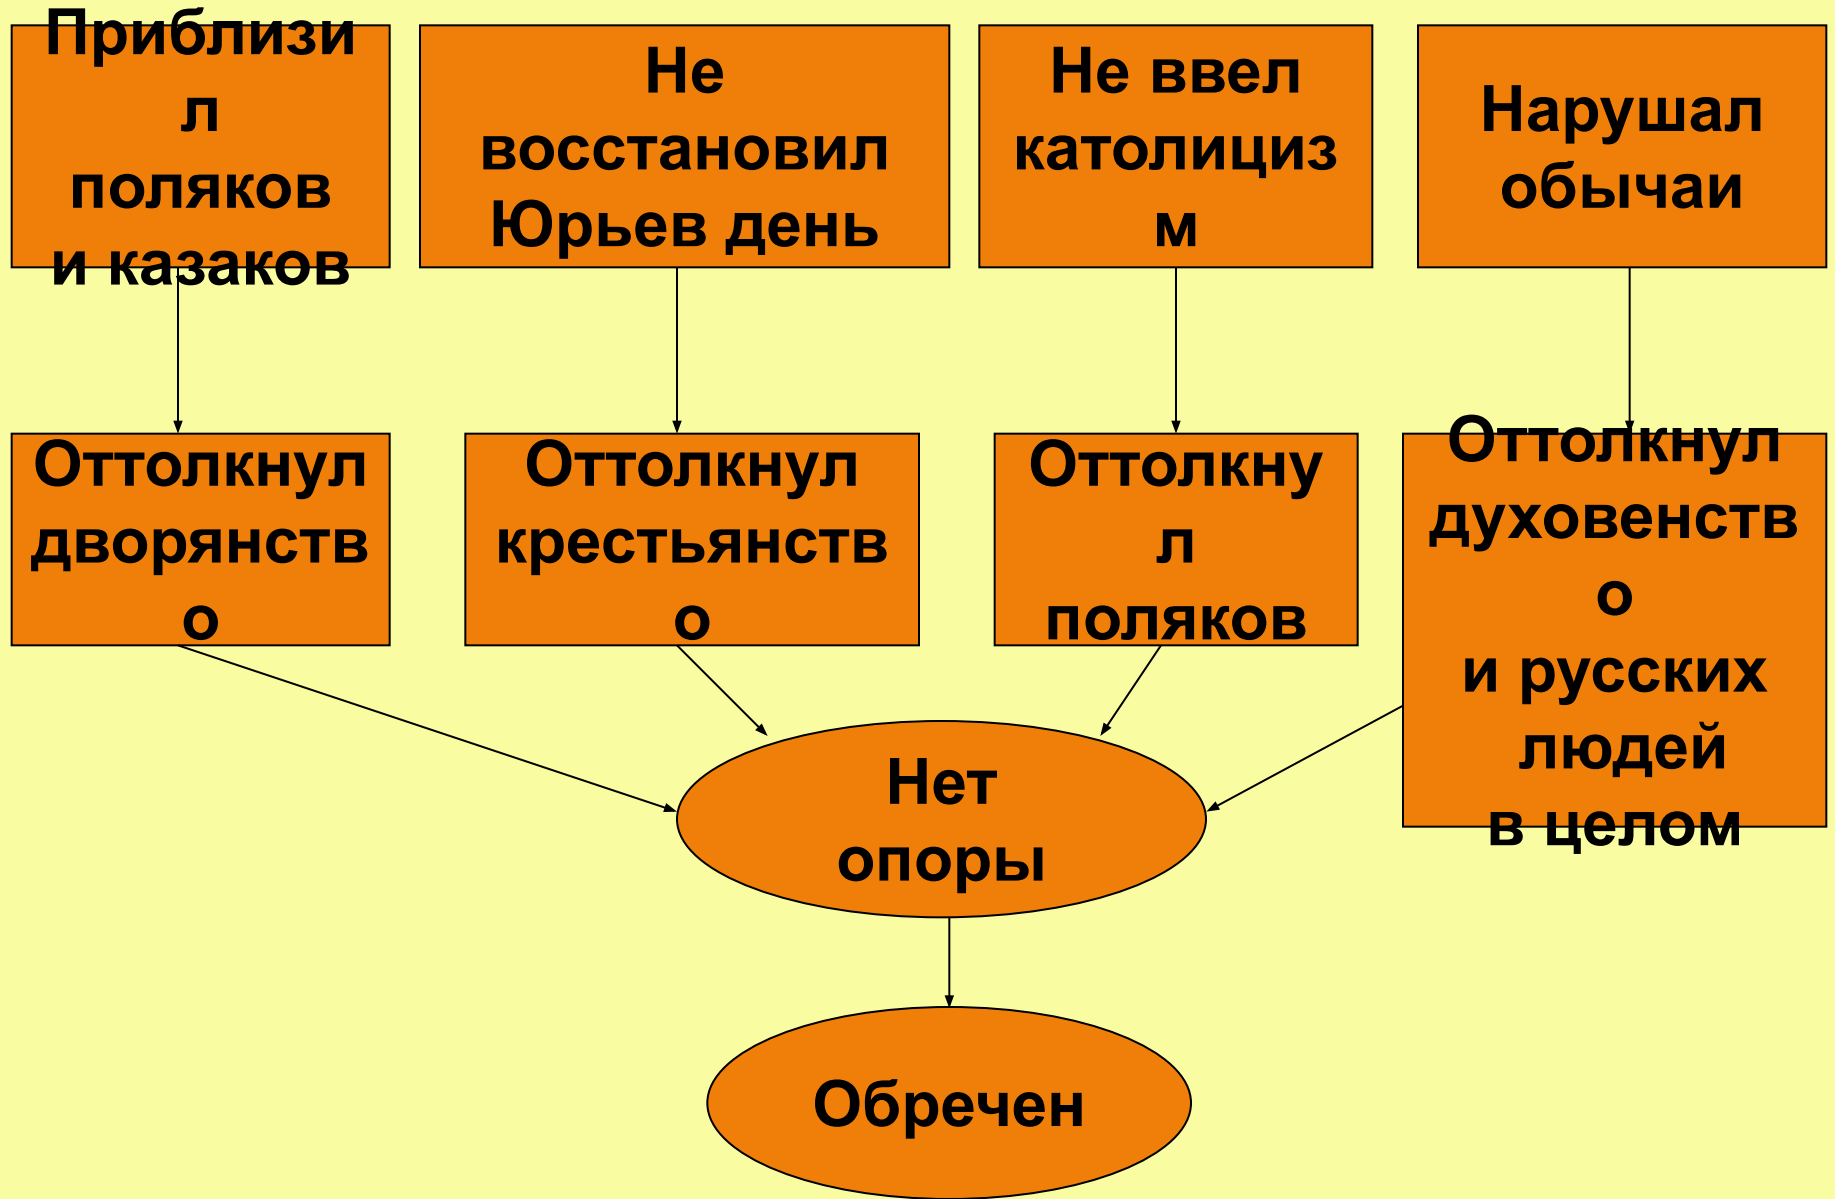 Приблизи
л
поляков
и казаков
Не
восстановил
Юрьев день
Не ввел
католициз
м
Нарушал
обычаи
Оттолкнул
дворянств
о
Оттолкнул
крестьянств
о
Оттолкну
л
поляков
Оттолкнул
духовенств
о
и русских
людей
в целом
Нет
опоры
Обречен